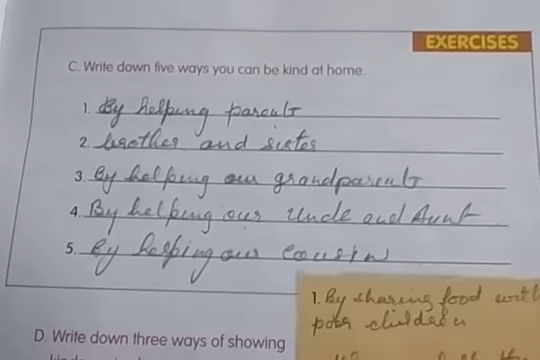 EXERCISES
C. Write down five ways you can be kind at home
1. By helping parents
2. brother and sister
3. By helping our grandparents
4. By helping our Uncle and Aunt
5. By helping our cousin
1. By sharing food with
poor children
D. Write down three ways of showing